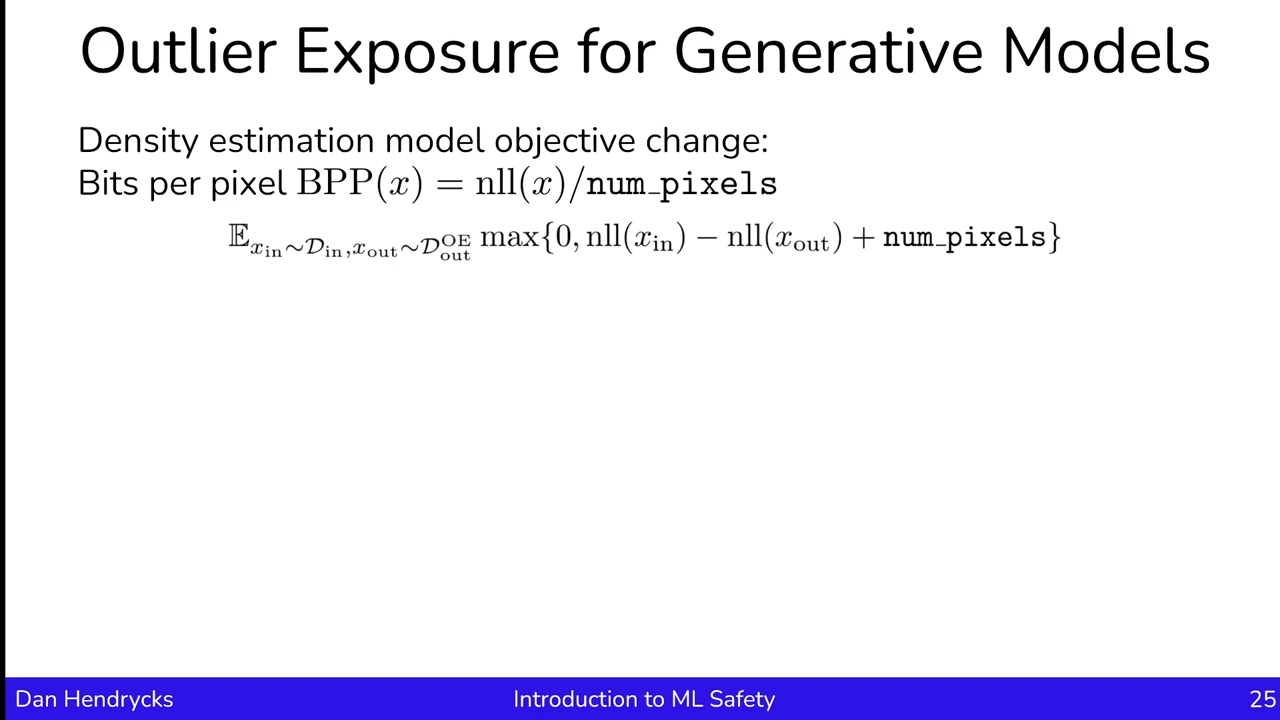 Outlier Exposure for Generative Models
Density estimation model objective change:
Bits per pixel BPP(x) = nll(x)/num_pixels
𝔼_{x_in∼𝒟_in,x_out∼𝒟_out^OE} max{0, nll(x_in) − nll(x_out) + num_pixels}
Dan Hendrycks Introduction to ML Safety 25